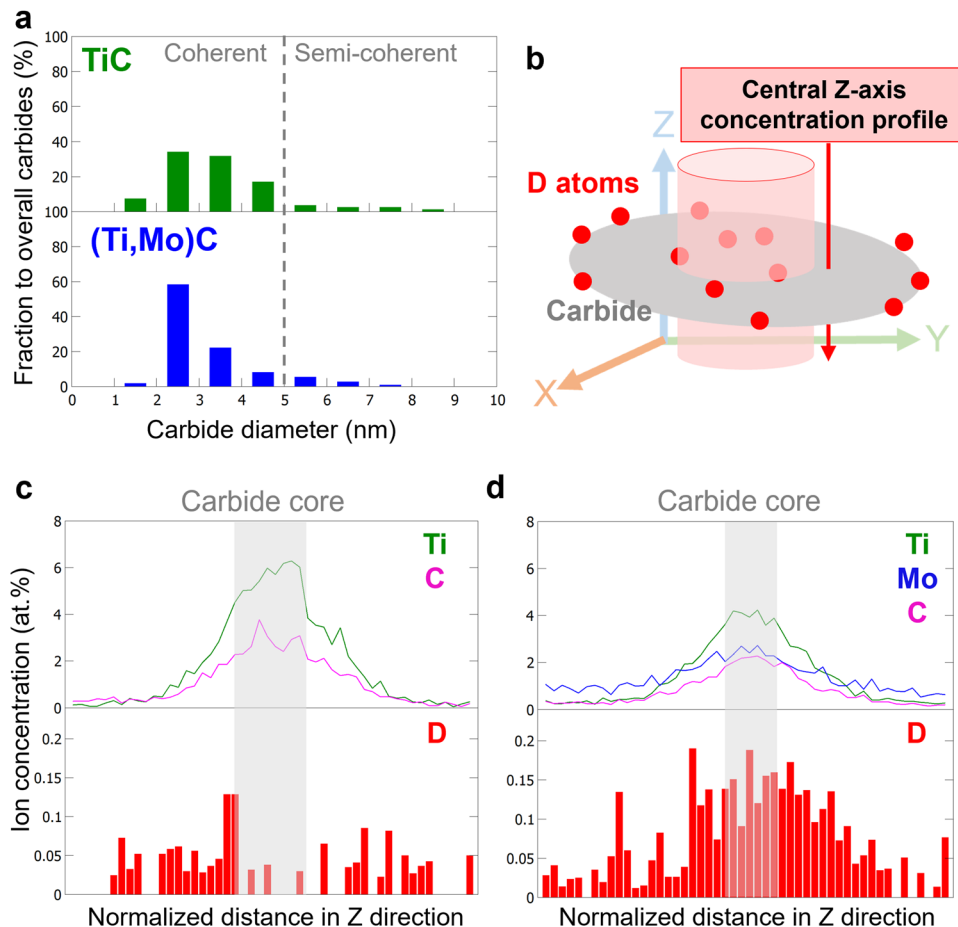 a
TiC
Coherent
Semi-coherent
Fraction to overall carbides (%)
100
80
60
40
20
100
(Ti,Mo)C
80
60
40
20
0
0 1 2 3 4 5 6 7 8 9 10
Carbide diameter (nm)
b
Central Z-axis
concentration profile
Z
D atoms
Carbide
Y
X
c
Carbide core
Ti
C
8
6
4
2
0
Ion concentration (at.%)
D
0.2
0.15
0.1
0.05
0
Normalized distance in Z direction
d
Carbide core
Ti
Mo
C
8
6
4
2
0
D
0.2
0.15
0.1
0.05
0
Normalized distance in Z direction